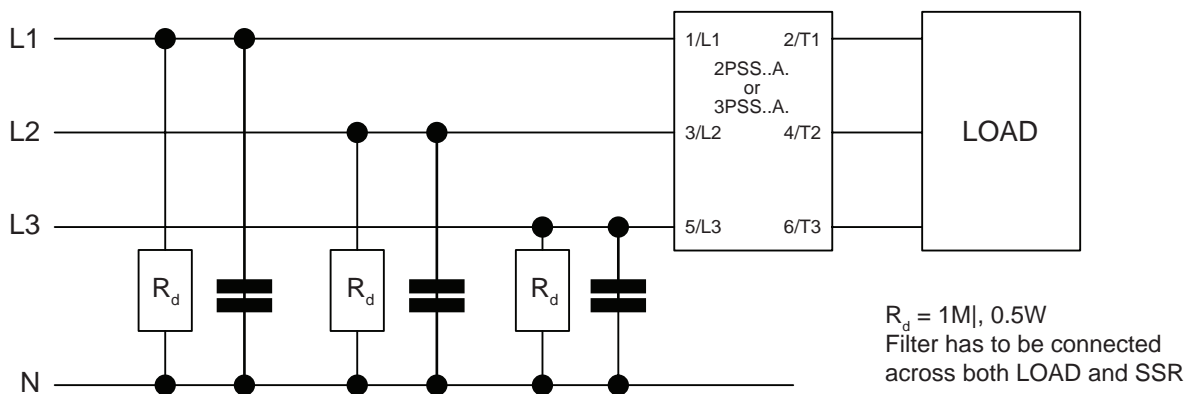 L1
1/L1 2/T1
2PSS..A.
or
3PSS..A.
L2
3/L2 4/T2
LOAD
L3
5/L3 6/T3
Rd Rd Rd
Rd = 1M|, 0.5W
Filter has to be connected
across both LOAD and SSR
N